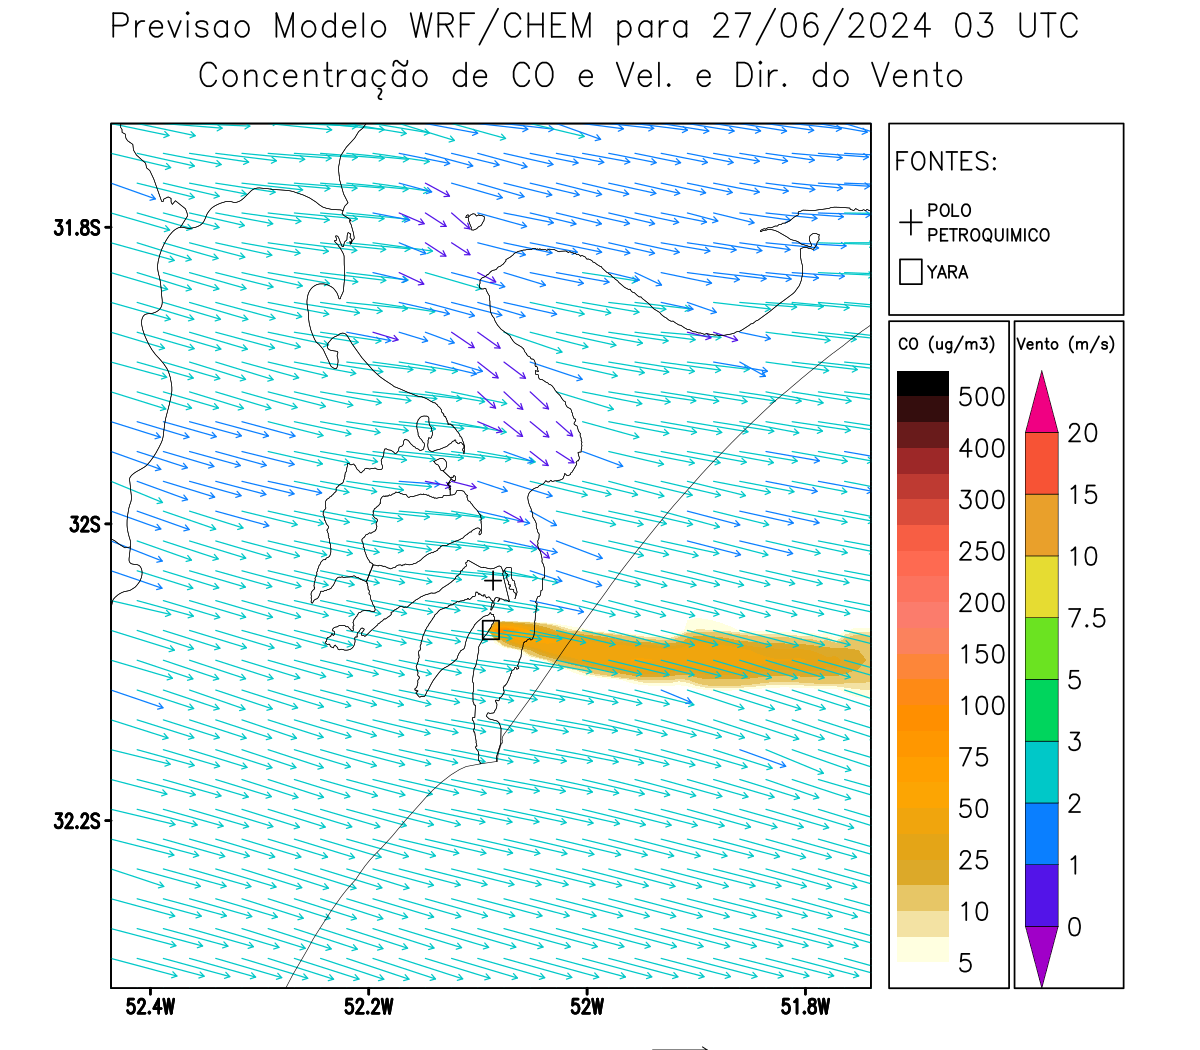 Previsao Modelo WRF/CHEM para 27/06/2024 03 UTC
Concentração de CO e Vel. e Dir. do Vento
FONTES:
POLO
PETROQUIMICO
YARA
31.8S
32S
32.2S
52.4W
52.2W
52W
51.8W
CO (ug/m3)
500
400
300
250
200
150
100
75
50
25
10
5
Vento (m/s)
20
15
10
7.5
5
3
2
1
0